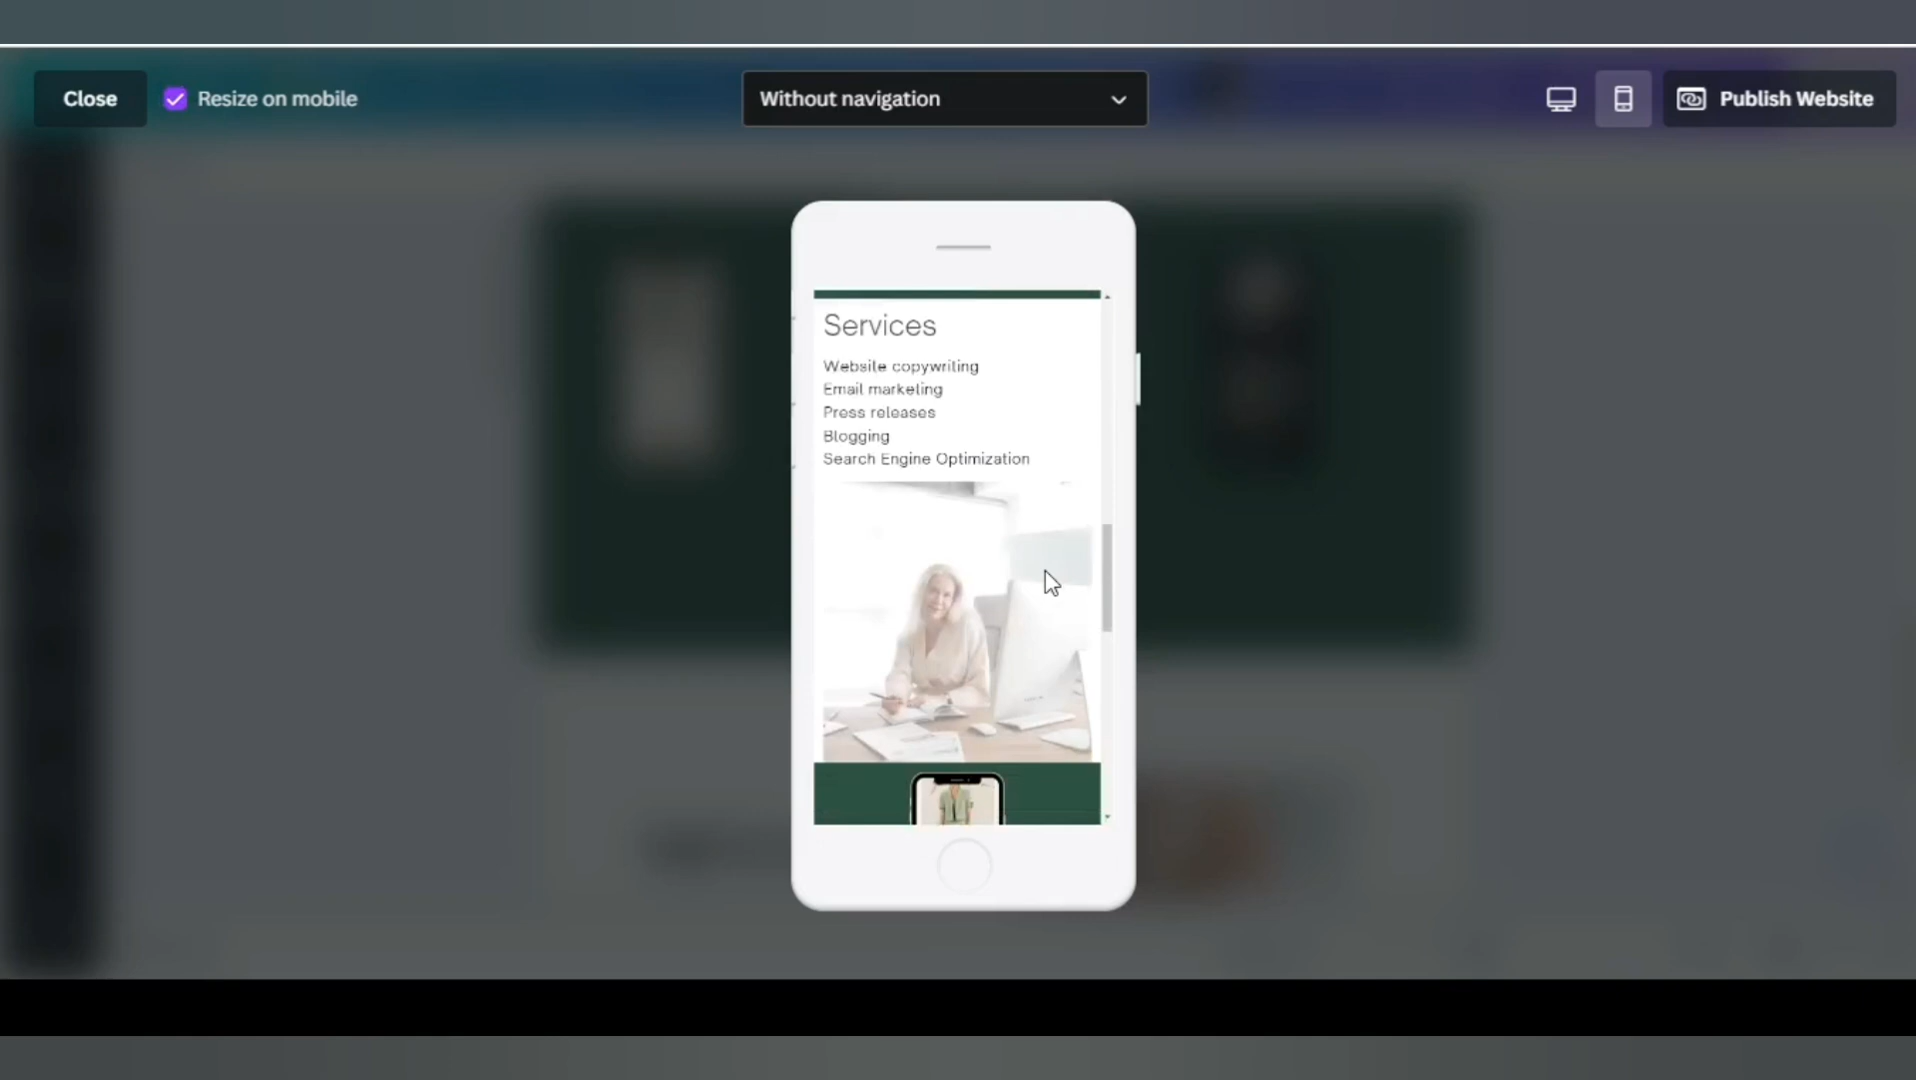 Close
Resize on mobile
Without navigation
Publish Website
Services
Website copywriting
Email marketing
Press releases
Blogging
Search Engine Optimization